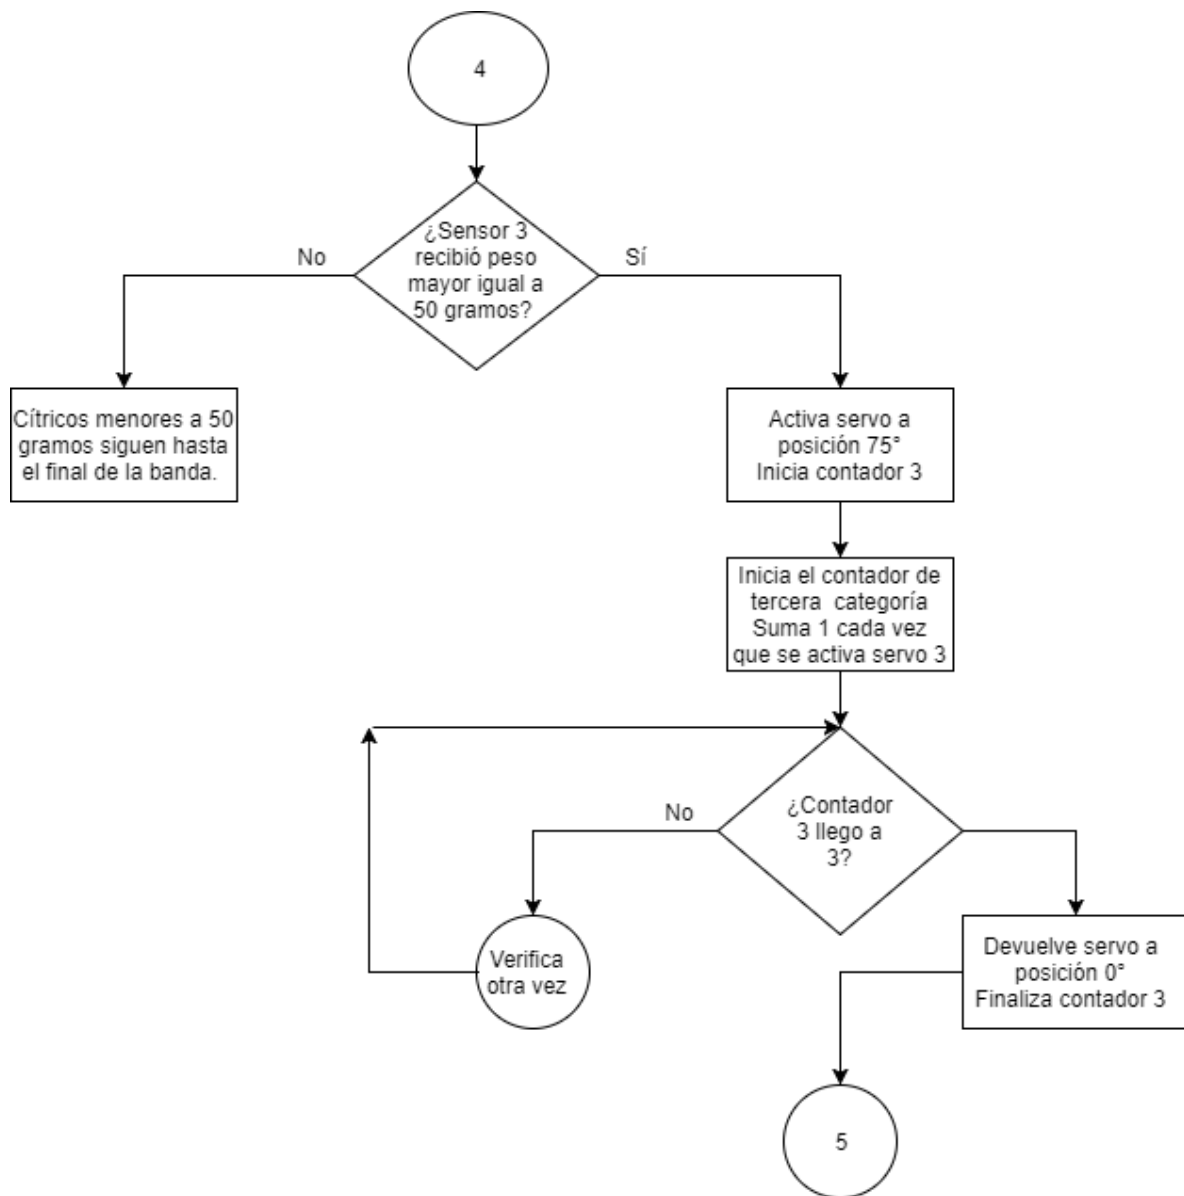 4
¿Sensor 3
recibió peso
mayor igual a
50 gramos?
No
Sí
Cítricos menores a 50
gramos siguen hasta
el final de la banda.
Activa servo a
posición 75°
Inicia contador 3
Inicia el contador de
tercera categoría
Suma 1 cada vez
que se activa servo 3
¿Contador
3 llego a
3?
No
Verifica
otra vez
Devuelve servo a
posición 0°
Finaliza contador 3
5